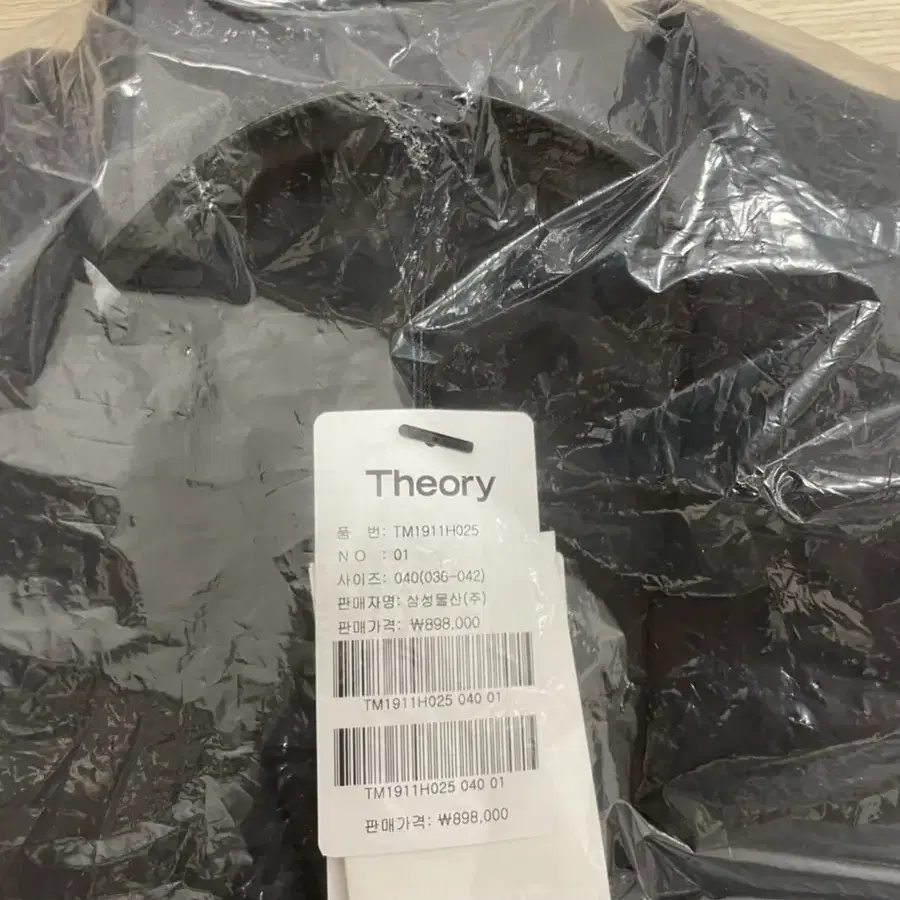 Theory
품 번: TM1911H025
NO : 01
사이즈: 040(036-042)
판매자명: 삼성물산(주)
판매가격: ₩898,000
TM1911H025 040 01
TM1911H025 040 01
판매가격: ₩898,000